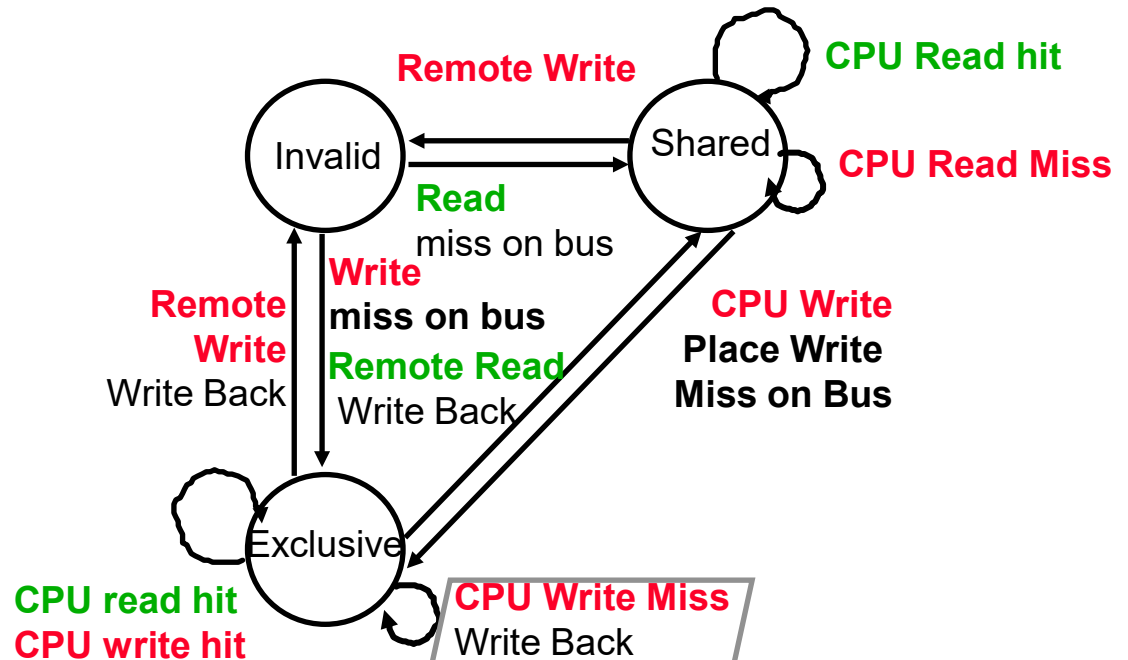 Remote Write
CPU Read hit
Invalid
Shared
CPU Read Miss
Read
miss on bus
Write
miss on bus
Remote
Write
Write Back
Remote Read
Write Back
CPU Write
Place Write
Miss on Bus
Exclusive
CPU read hit
CPU write hit
CPU Write Miss
Write Back